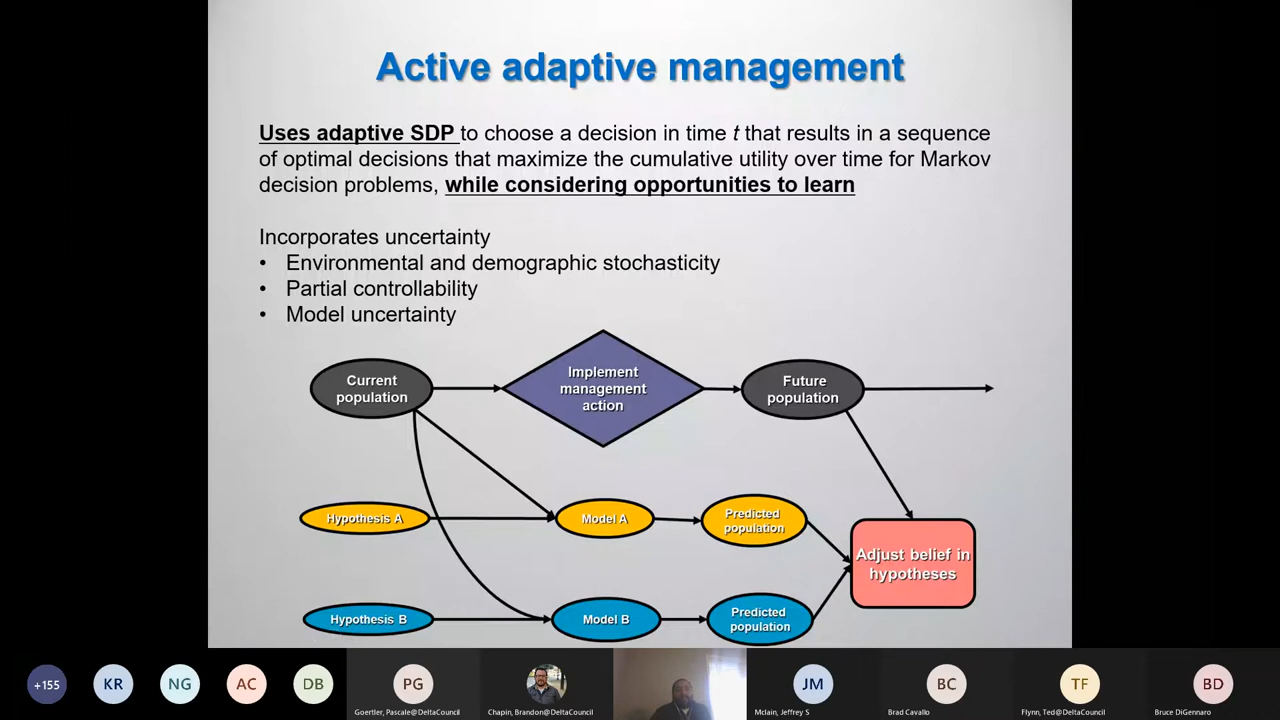 Active adaptive management
Uses adaptive SDP to choose a decision in time t that results in a sequence
of optimal decisions that maximize the cumulative utility over time for Markov
decision problems, while considering opportunities to learn
Incorporates uncertainty
• Environmental and demographic stochasticity
• Partial controllability
• Model uncertainty
Current
population
Implement
management
action
Future
population
Hypothesis A
Model A
Predicted
population
Adjust belief in
hypotheses
Hypothesis B
Model B
Predicted
population
+155
KR
NG
AC
DB
PG
Goertler, Pascale@DeltaCouncil
Chapin, Brandon@DeltaCouncil
JM
Mclain, Jeffrey S
BC
Brad Cavallo
TF
Flynn, Ted@DeltaCouncil
BD
Bruce DiGennaro